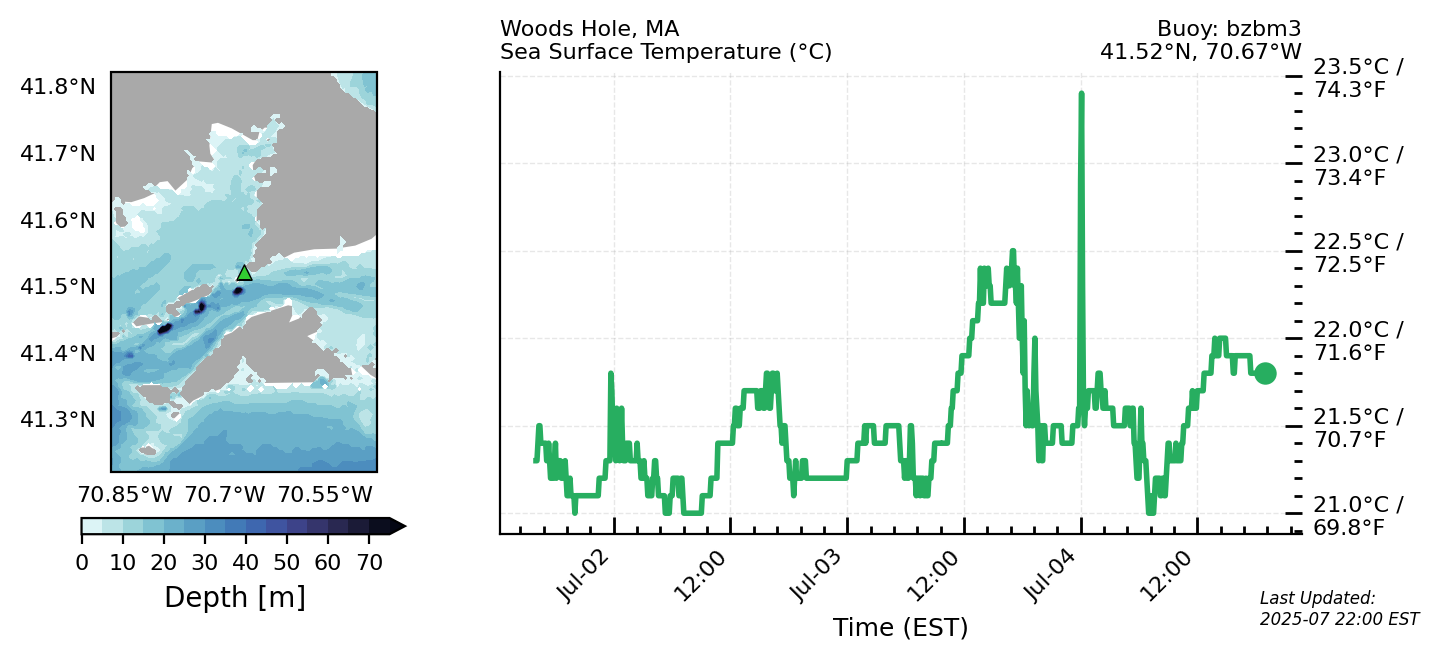 Woods Hole, MA
Sea Surface Temperature (°C)
Buoy: bzbm3
41.52°N, 70.67°W
41.8°N
41.7°N
41.6°N
41.5°N
41.4°N
41.3°N
70.85°W 70.7°W 70.55°W
0 10 20 30 40 50 60 70
Depth [m]
23.5°C /
74.3°F
23.0°C /
73.4°F
22.5°C /
72.5°F
22.0°C /
71.6°F
21.5°C /
70.7°F
21.0°C /
69.8°F
Jul-02 12:00 Jul-03 12:00 Jul-04 12:00
Time (EST)
Last Updated:
2025-07 22:00 EST